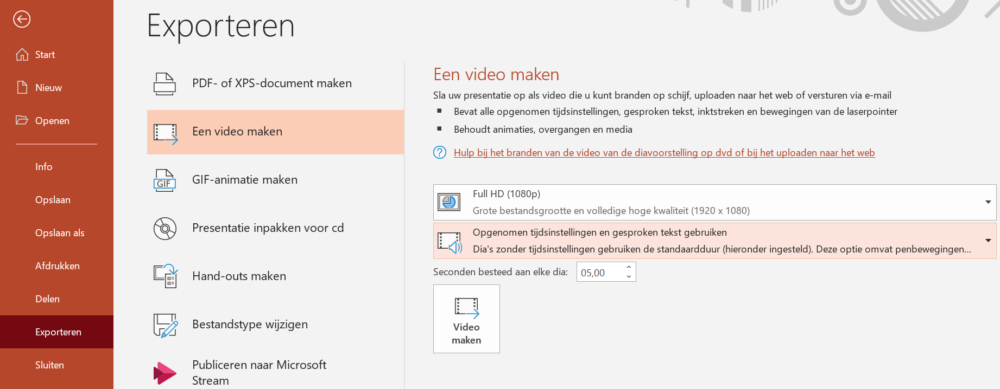 Exporteren
Start
Nieuw
Openen
Info
Opslaan
Opslaan als
Afdrukken
Delen
Exporteren
Sluiten
PDF- of XPS-document maken
Een video maken
GIF
GIF-animatie maken
Presentatie inpakken voor cd
Hand-outs maken
Bestandstype wijzigen
Publiceren naar Microsoft
Stream
Een video maken
Sla uw presentatie op als video die u kunt branden op schijf, uploaden naar het web of versturen via e-mail
Bevat alle opgenomen tijdsinstellingen, gesproken tekst, inktstreken en bewegingen van de laserpointer
Behoudt animaties, overgangen en media
Hulp bij het branden van de video van de diavoorstelling op dvd of bij het uploaden naar het web
Full HD (1080p)
Grote bestandsgrootte en volledige hoge kwaliteit (1920 x 1080)
Opgenomen tijdsinstellingen en gesproken tekst gebruiken
Dia's zonder tijdsinstellingen gebruiken de standaardduur (hieronder ingesteld). Deze optie omvat penbewegingen...
Seconden besteed aan elke dia: 05,00
Video
maken